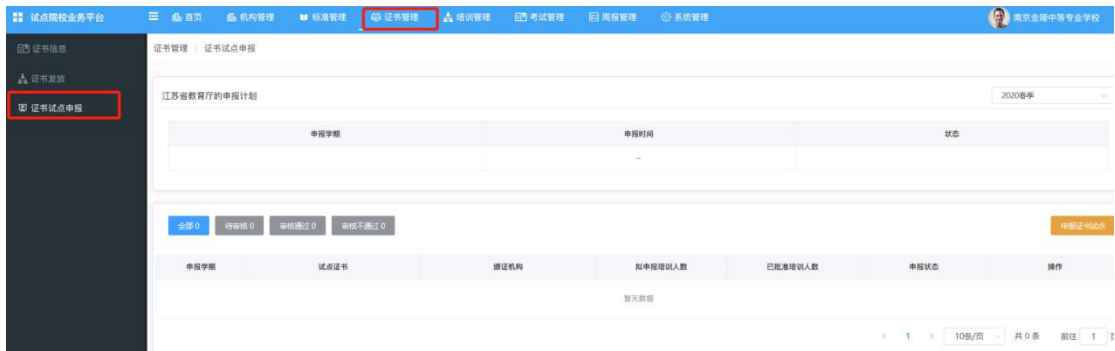 试点院校业务平台 首页 机构管理 标准管理 证书管理 培训管理 考试管理 周报管理 系统管理 南京金陵中等专业学校
证书信息
证书管理 > 证书试点申报
证书发放
证书试点申报
江苏省教育厅的申报计划 2020春季
申报学期 申报时间 状态
~
全部 0 待审核 0 审核通过 0 审核不通过 0 申报证书试点
申报学期 试点证书 颁证机构 拟申报培训人数 已批准培训人数 申报状态 操作
暂无数据
< 1 > 10条/页 共 0 条 前往 1 页